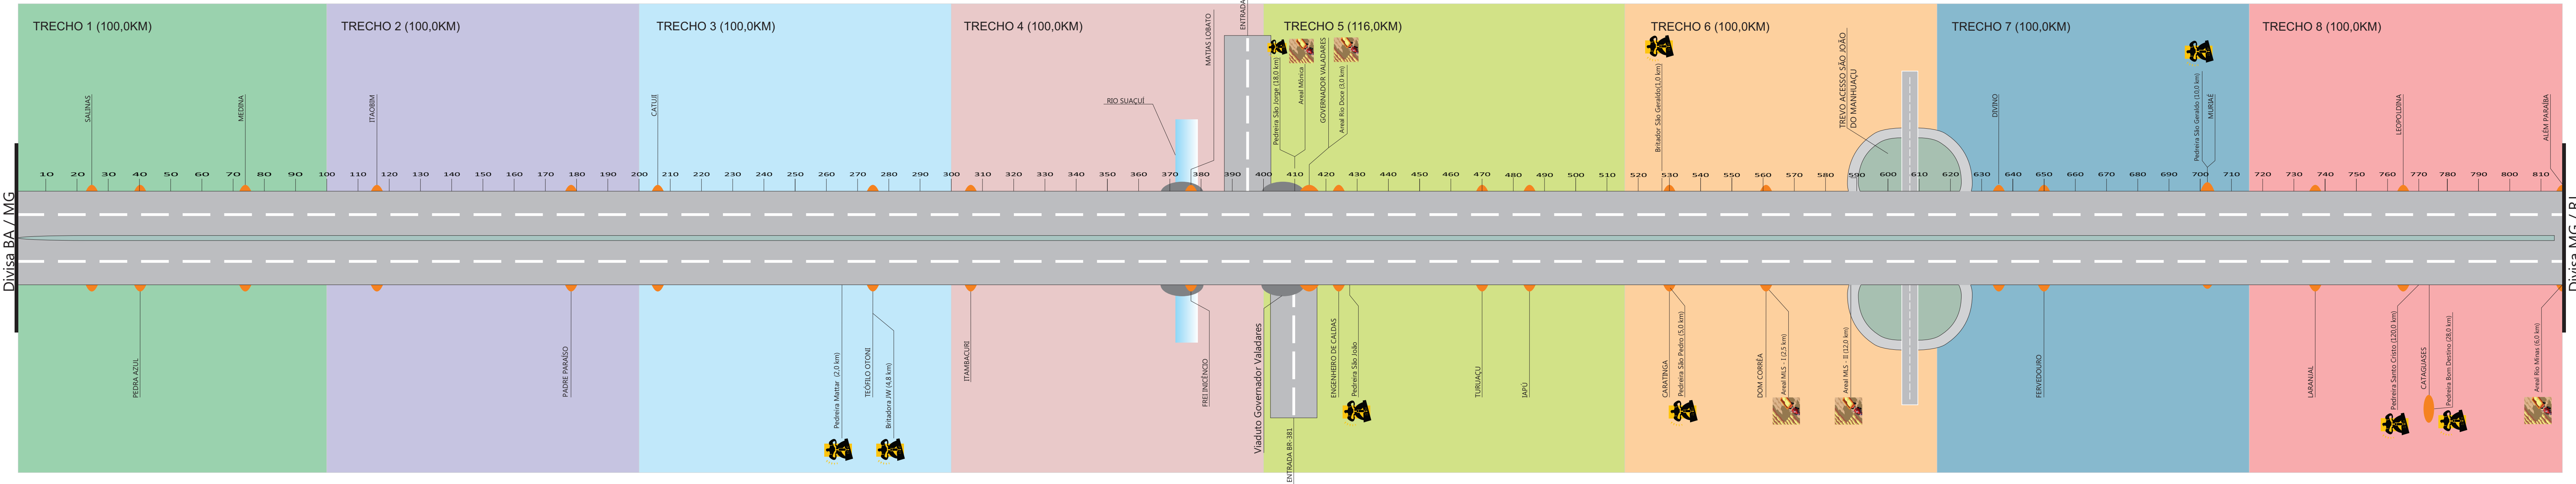 TRECHO 1 (100,0KM)
TRECHO 2 (100,0KM)
TRECHO 3 (100,0KM)
TRECHO 4 (100,0KM)
TRECHO 5 (116,0KM)
TRECHO 6 (100,0KM)
TRECHO 7 (100,0KM)
TRECHO 8 (100,0KM)
Divisa BA / MG
SALINAS
MEDINA
ITAOBIM
CATUJI
RIO SUAÇUÍ
MATIAS LOBATO
ENTRADA
Pedreira São Jorge (18,0 km)
Areal Mônica
GOVERNADOR VALADARES
Areal Rio Doce (3,0 km)
Britador São Geraldo(1,0 km)
TREVO ACESSO SÃO JOÃO
DO MANHUAÇU
DIVINO
Pedreira São Geraldo (10,0 km)
MURIAÉ
LEOPOLDINA
ALÉM PARAÍBA
10 20 30 40 50 60 70 80 90 100 110 120 130 140 150 160 170 180 190 200 210 220 230 240 250 260 270 280 290 300 310 320 330 340 350 360 370 380 390 400 410 420 430 440 450 460 470 480 490 500 510 520 530 540 550 560 570 580 590 600 610 620 630 640 650 660 670 680 690 700 710 720 730 740 750 760 770 780 790 800 810
Divisa MG / RJ
PEDRA AZUL
PADRE PARAÍSO
Pedreira Mattar (2,0 km)
TEÓFILO OTONI
Britadora JW (4,8 km)
ITAMBACURI
FREI INICÊNCIO
Viaduto Governador Valadares
ENTRADA BR-381
ENGENHEIRO DE CALDAS
Pedreira São João
TURUAÇU
IAPÚ
CARATINGA
Pedreira São Pedro (5,0 km)
DOM CORRÊA
Areal MLS - I (2,5 km)
Areal MLS - II (12,0 km)
FERVEDOURO
LARANJAL
Pedreira Santo Cristo (120,0 km)
CATAGUASES
Pedreira Bom Destino (28,0 km)
Areal Rio Minas (6,0 km)